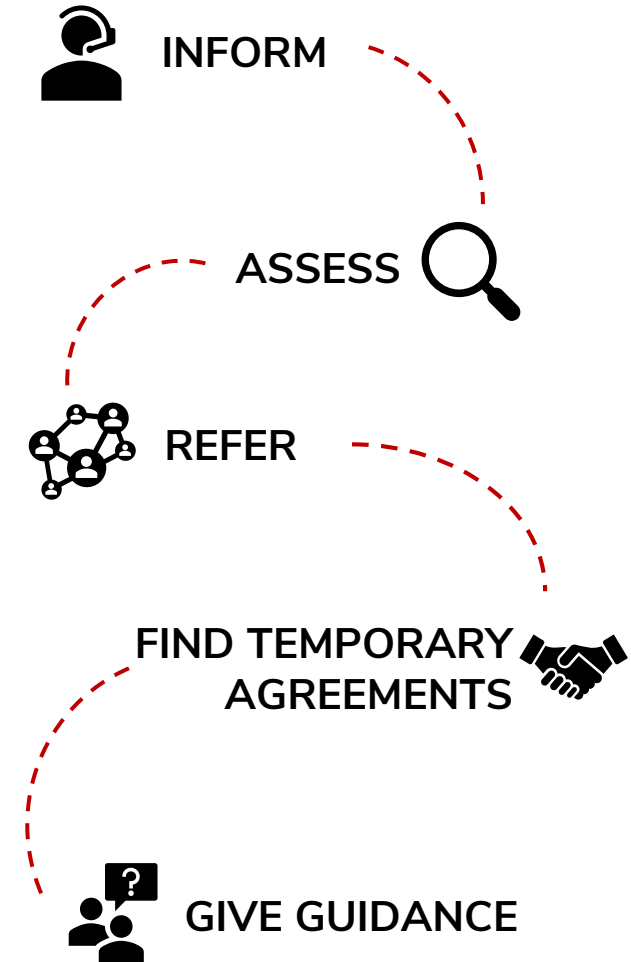 INFORM
ASSESS
REFER
FIND TEMPORARY
AGREEMENTS
?
GIVE GUIDANCE